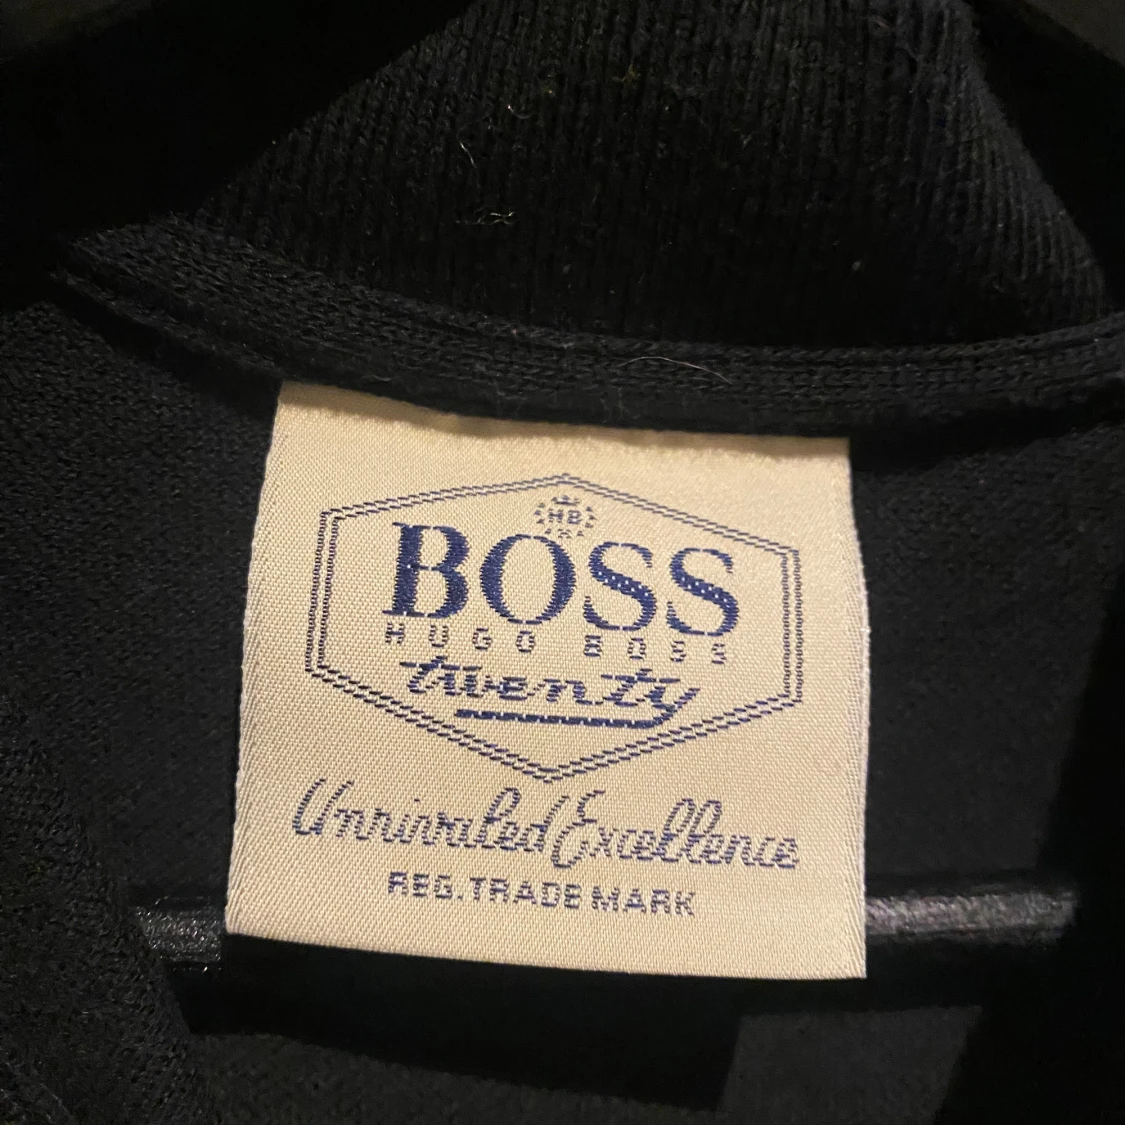 HB
BOSS
HUGO BOSS
twenty
Unrivaled Excellence
REG. TRADE MARK